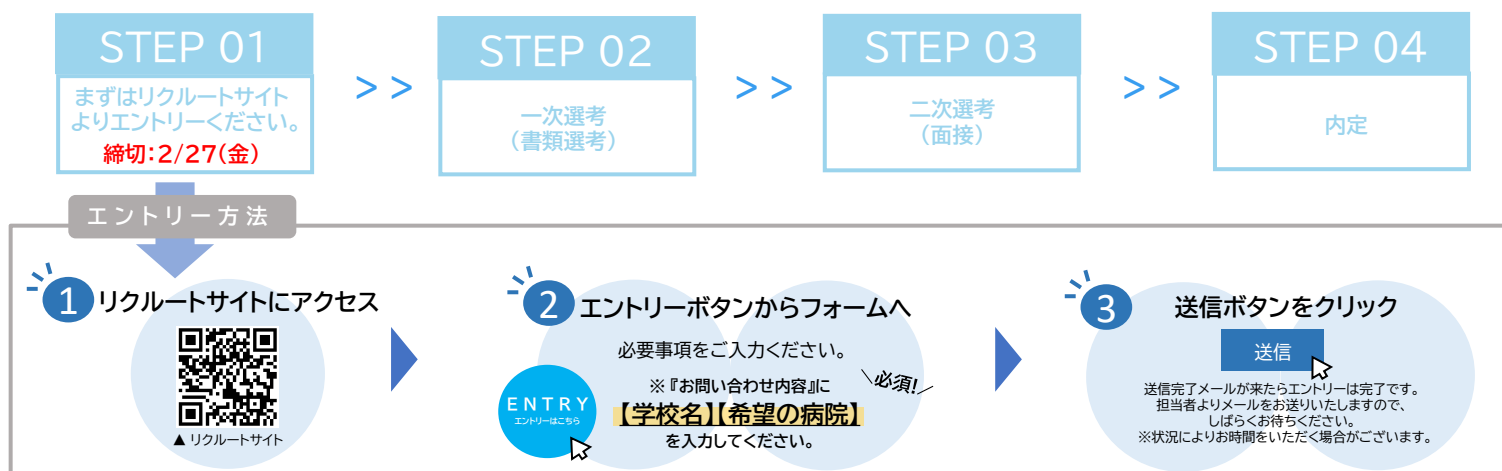 STEP 01
まずはリクルートサイト
よりエントリーください。
締切:2/27(金)
>>
STEP 02
一次選考
(書類選考)
>>
STEP 03
二次選考
(面接)
>>
STEP 04
内定
エントリー方法
1 リクルートサイトにアクセス
▲ リクルートサイト
2 エントリーボタンからフォームへ
必要事項をご入力ください。
※『お問い合わせ内容』に
\必須!/
【学校名】【希望の病院】
を入力してください。
ENTRY
エントリーはこちら
3 送信ボタンをクリック
送信
送信完了メールが来たらエントリーは完了です。
担当者よりメールをお送りいたしますので、
しばらくお待ちください。
※状況によりお時間をいただく場合がございます。